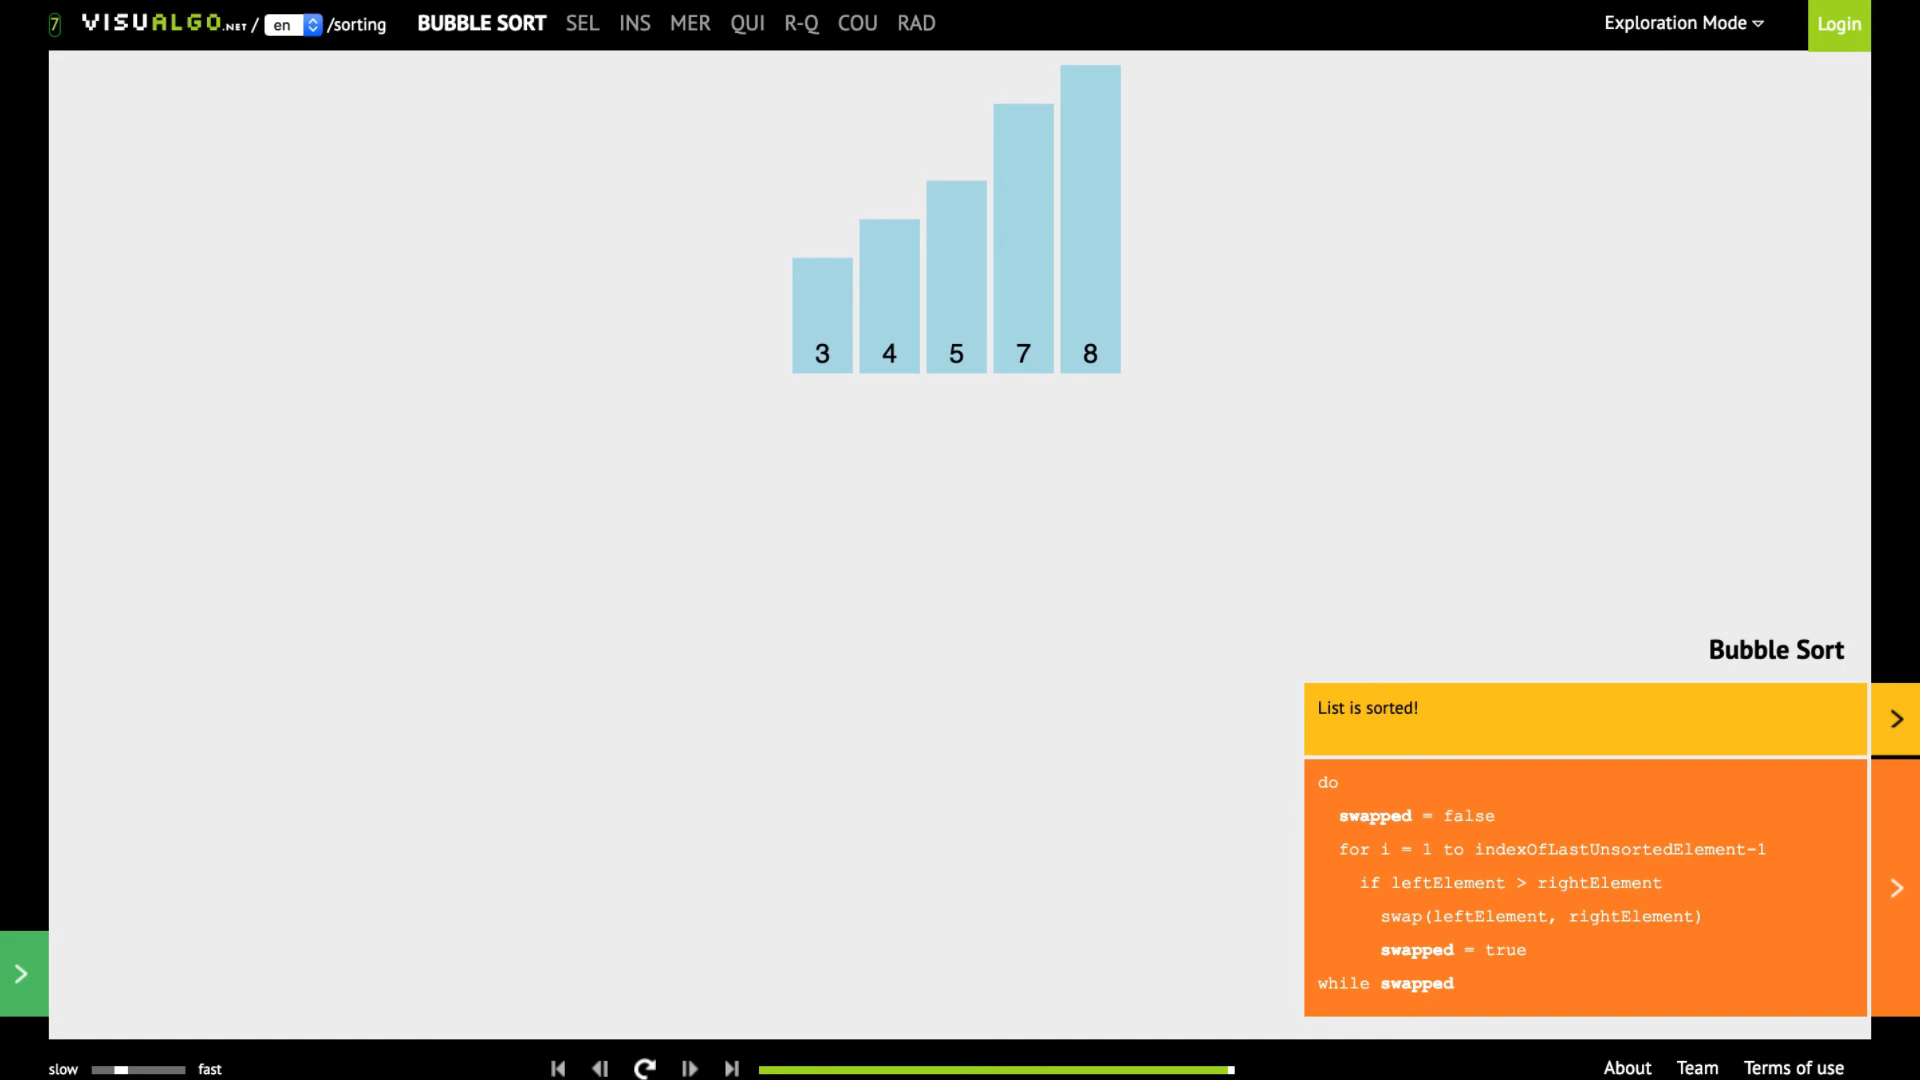 7 VISUALGO.NET / en /sorting BUBBLE SORT SEL INS MER QUI R-Q COU RAD Exploration Mode Login
3 4 5 7 8
Bubble Sort
List is sorted!
do
swapped = false
for i = 1 to indexOfLastUnsortedElement-1
if leftElement > rightElement
swap(leftElement, rightElement)
swapped = true
while swapped
slow fast About Team Terms of use